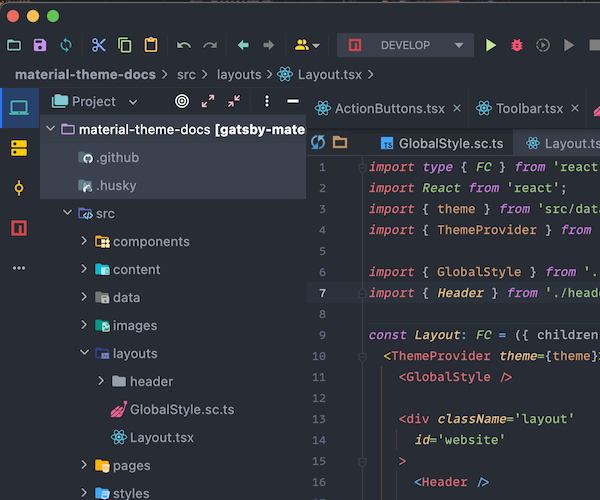 DEVELOP
material-theme-docs > src > layouts > Layout.tsx >
Project
ActionButtons.tsx
Toolbar.tsx
material-theme-docs [gatsby-mate
.github
.husky
src
components
content
data
images
layouts
header
GlobalStyle.sc.ts
Layout.tsx
pages
styles
TS GlobalStyle.sc.ts
Layout.ts
1 import type { FC } from 'react
2 import React from 'react';
3 import { theme } from 'src/data
4 import { ThemeProvider } from
5
6 import { GlobalStyle } from '.
7 import { Header } from './heade
8
9 const Layout: FC = ({ children
10 <ThemeProvider theme={theme}>
11 <GlobalStyle />
12
13 <div className='layout'
14 id='website'
15 >
16 <Header />